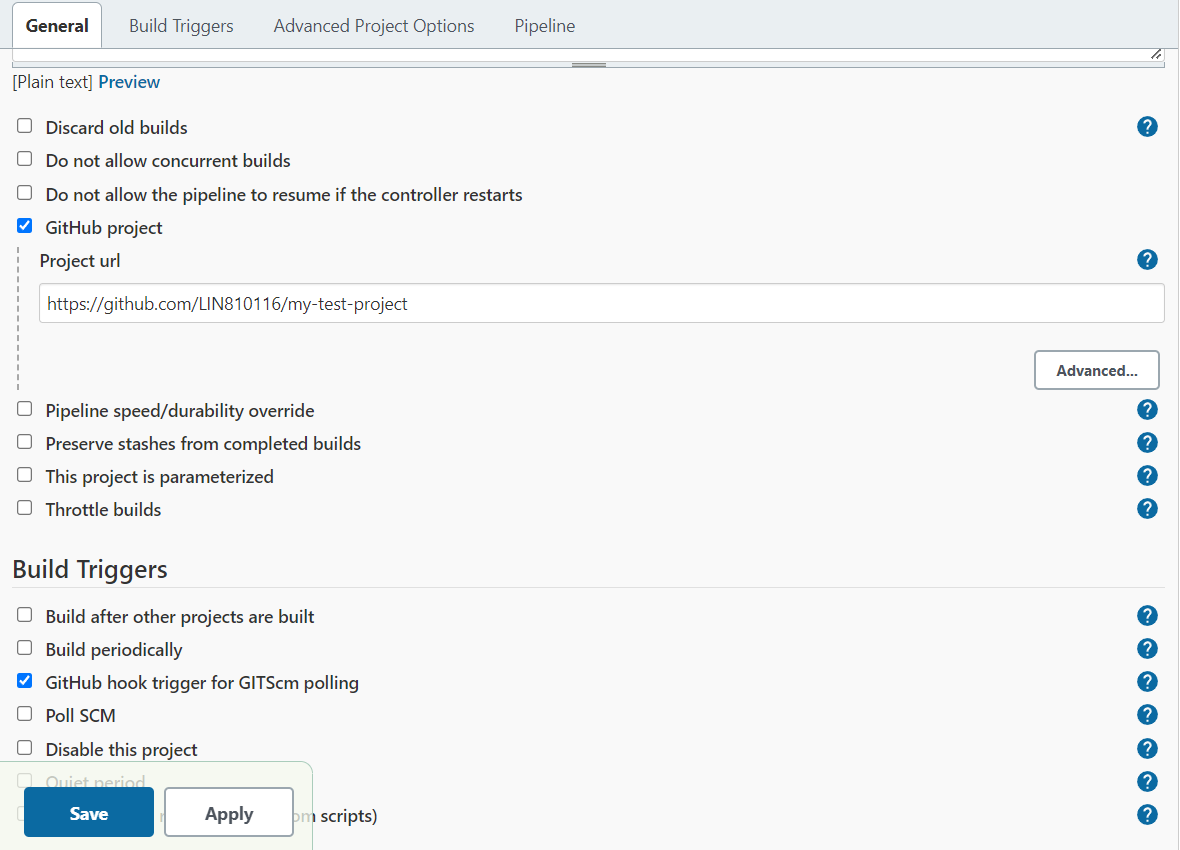 General Build Triggers Advanced Project Options Pipeline
[Plain text] Preview
Discard old builds
Do not allow concurrent builds
Do not allow the pipeline to resume if the controller restarts
GitHub project
Project url
https://github.com/LIN810116/my-test-project
Advanced...
Pipeline speed/durability override
Preserve stashes from completed builds
This project is parameterized
Throttle builds
Build Triggers
Build after other projects are built
Build periodically
GitHub hook trigger for GITScm polling
Poll SCM
Disable this project
Quiet period
Save Apply scripts)